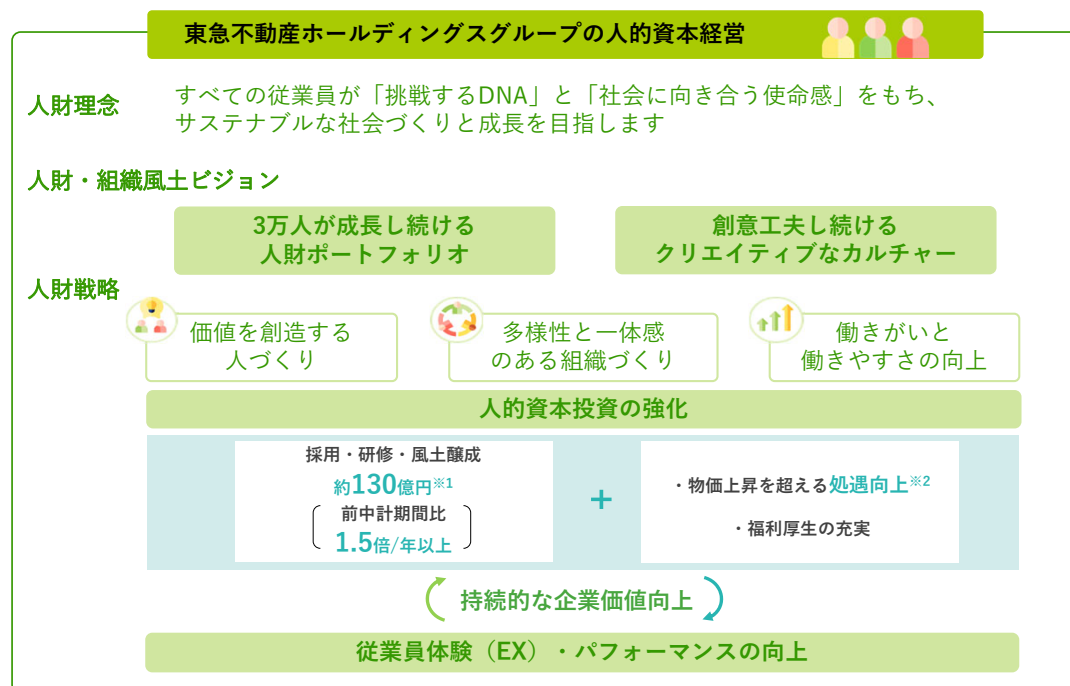 東急不動産ホールディングスグループの人的資本経営
人財理念
すべての従業員が「挑戦するDNA」と「社会に向き合う使命感」をもち、
サステナブルな社会づくりと成長を目指します
人財・組織風土ビジョン
3万人が成長し続ける
人財ポートフォリオ
創意工夫し続ける
クリエイティブなカルチャー
人財戦略
価値を創造する
人づくり
多様性と一体感
のある組織づくり
働きがいと
働きやすさの向上
人的資本投資の強化
採用・研修・風土醸成
約130億円※1
前中計期間比
1.5倍/年以上
+
・物価上昇を超える処遇向上※2
・福利厚生の充実
持続的な企業価値向上
従業員体験（EX）・パフォーマンスの向上